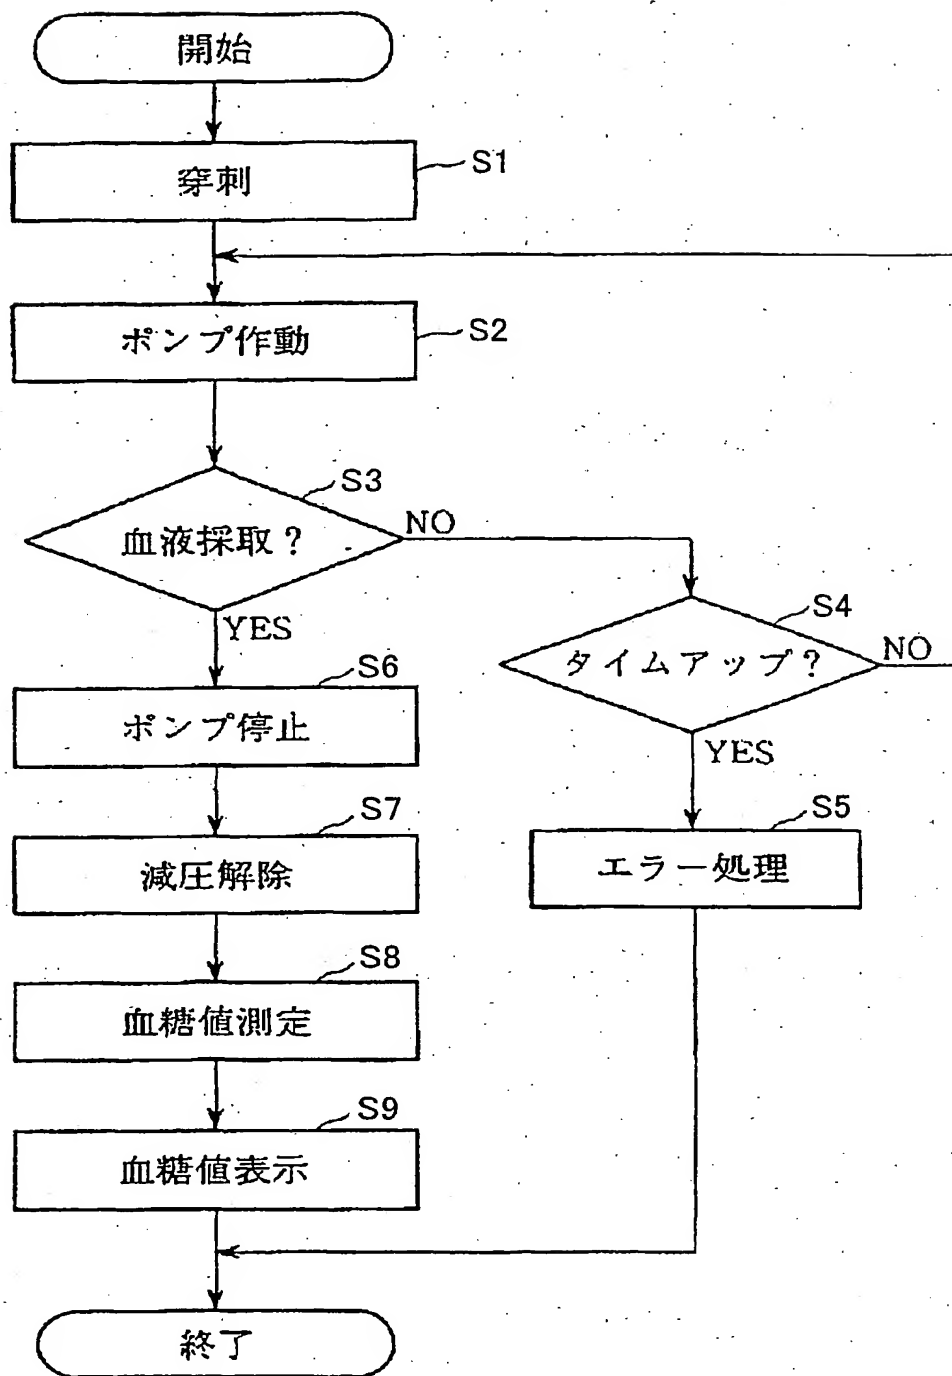 開始
穿刺
S1
ポンプ作動
S2
血液採取?
S3
NO
YES
タイムアップ?
S4
NO
YES
エラー処理
S5
ポンプ停止
S6
減圧解除
S7
血糖値測定
S8
血糖値表示
S9
終了